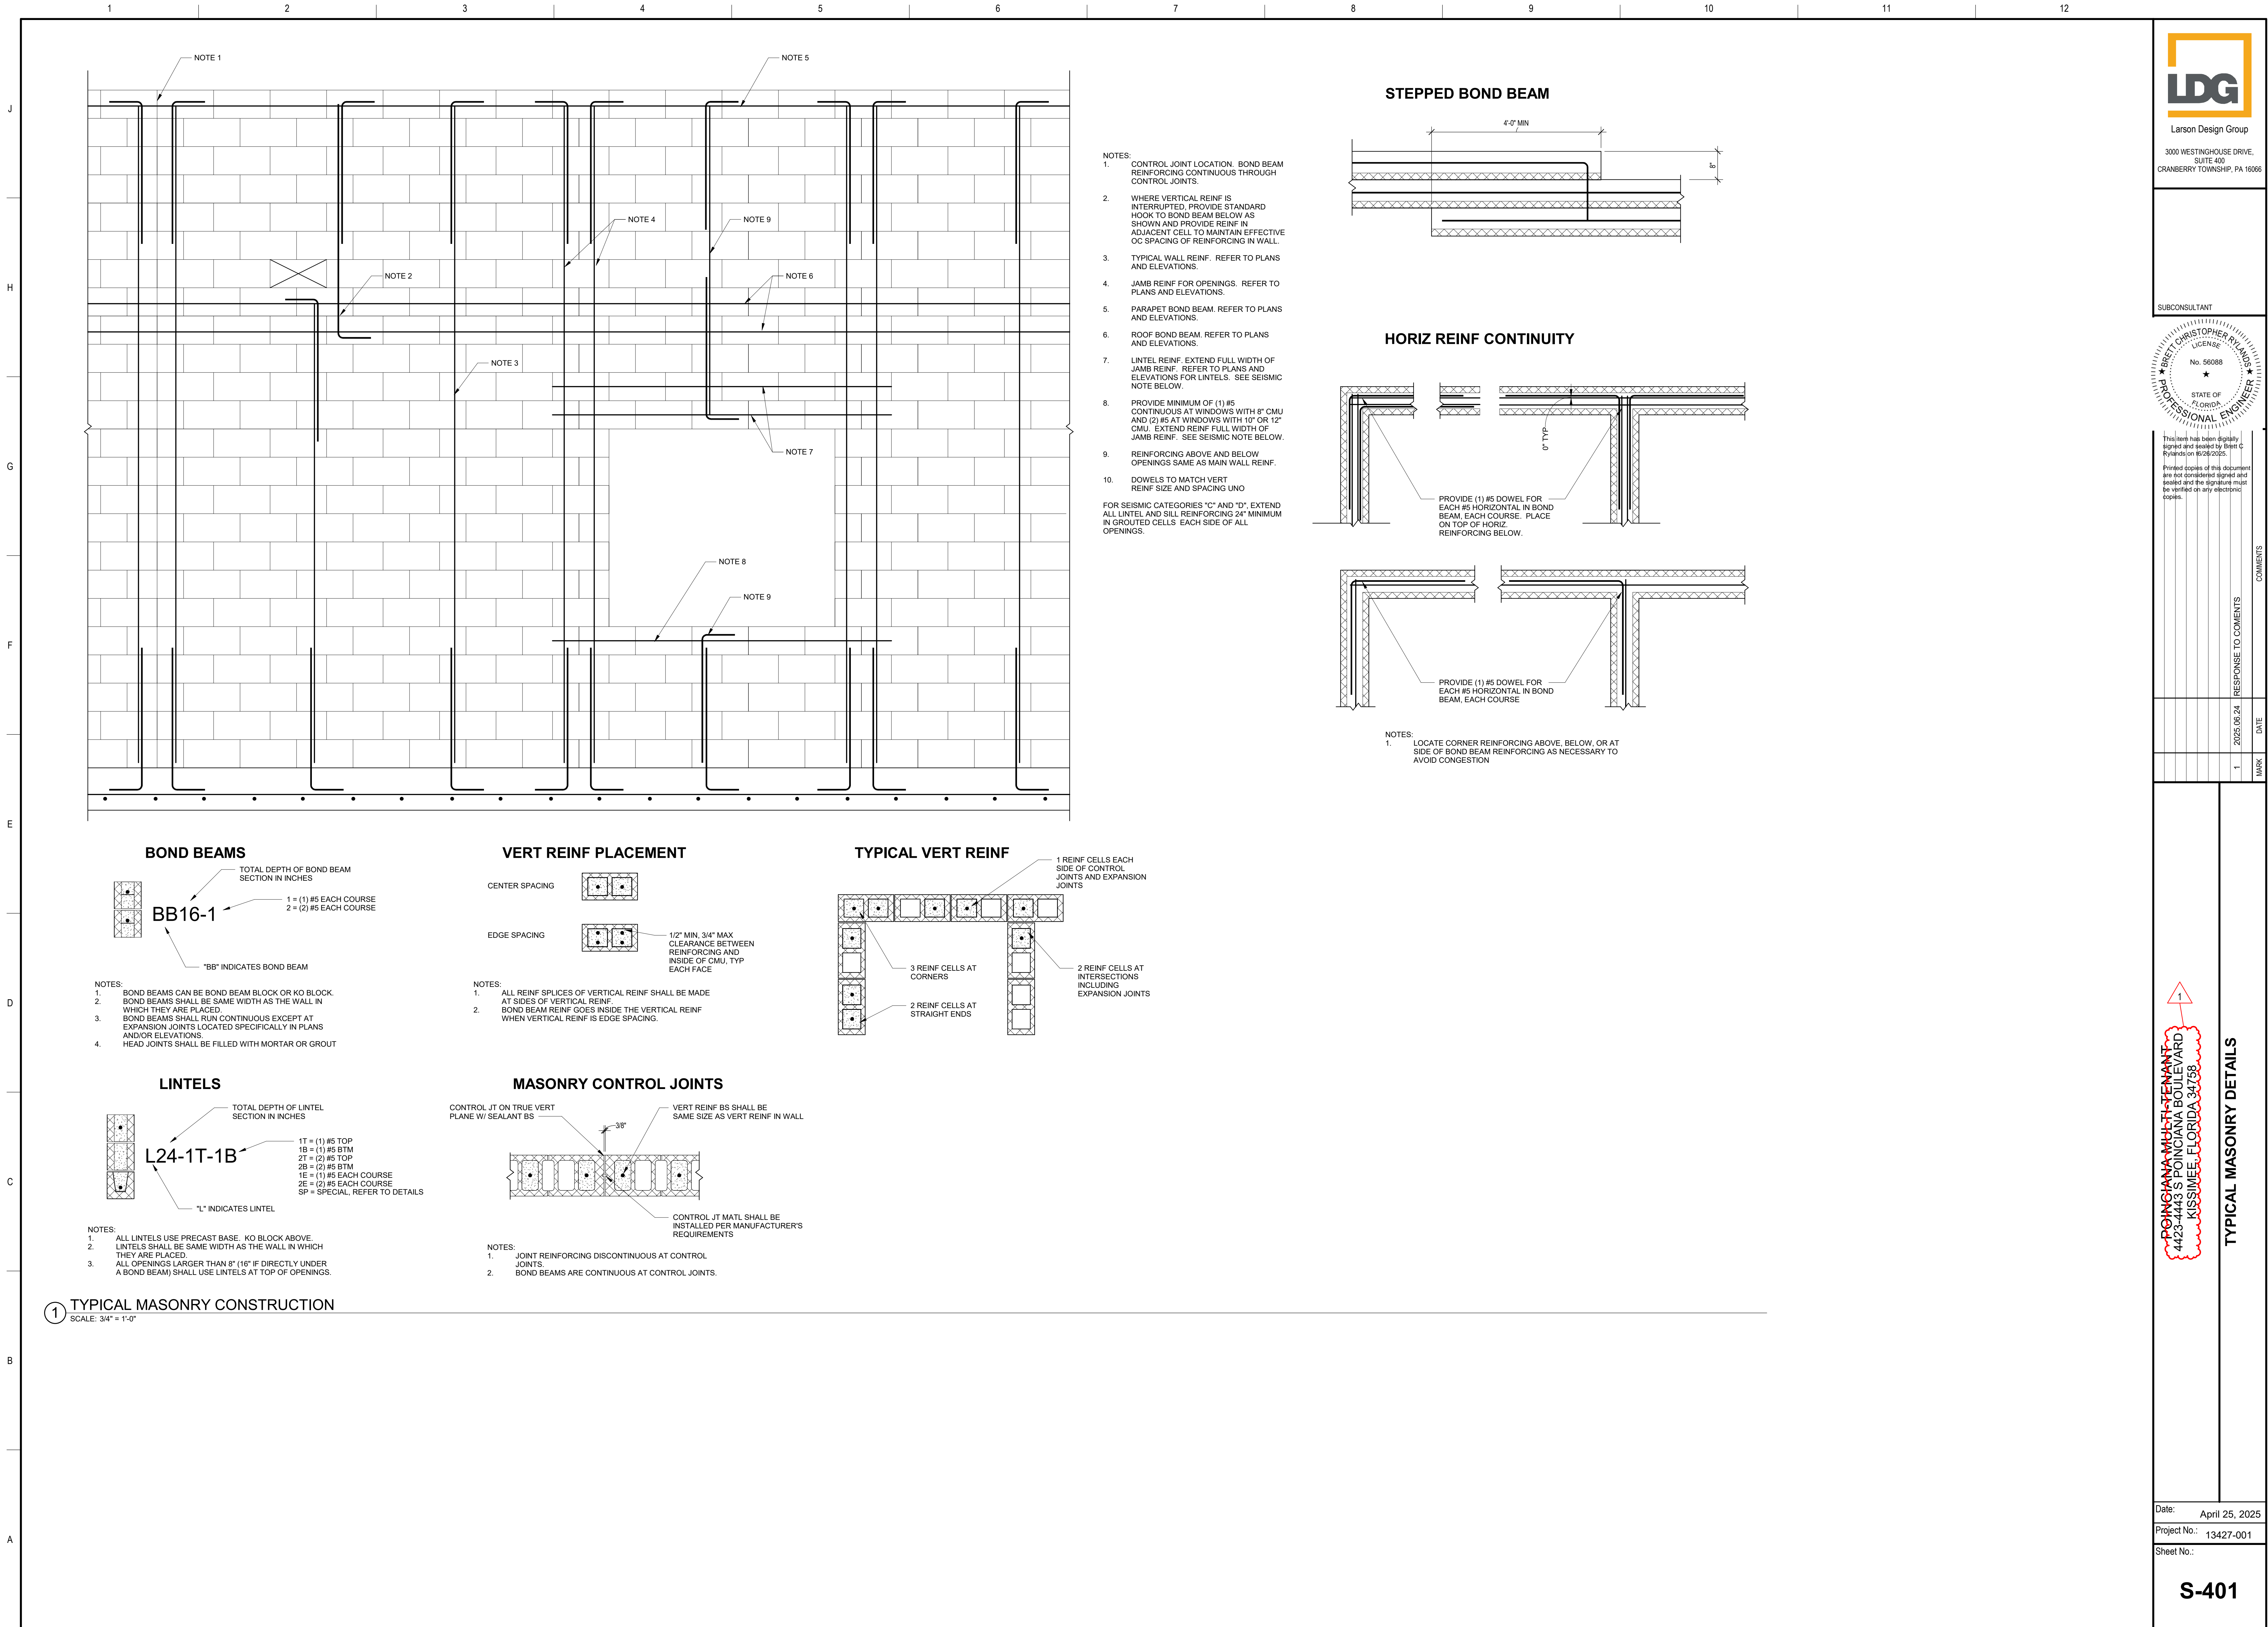 1 2 3 4 5 6 7 8 9 10 11 12
J
H
G
F
E
D
C
B
A
NOTE 1
NOTE 5
NOTE 4
NOTE 9
NOTE 2
NOTE 6
NOTE 3
NOTE 7
NOTE 8
NOTE 9
NOTES:
1. CONTROL JOINT LOCATION. BOND BEAM
REINFORCING CONTINUOUS THROUGH
CONTROL JOINTS.
2. WHERE VERTICAL REINF IS
INTERRUPTED, PROVIDE STANDARD
HOOK TO BOND BEAM BELOW AS
SHOWN AND PROVIDE REINF IN
ADJACENT CELL TO MAINTAIN EFFECTIVE
OC SPACING OF REINFORCING IN WALL.
3. TYPICAL WALL REINF. REFER TO PLANS
AND ELEVATIONS.
4. JAMB REINF FOR OPENINGS. REFER TO
PLANS AND ELEVATIONS.
5. PARAPET BOND BEAM. REFER TO PLANS
AND ELEVATIONS.
6. ROOF BOND BEAM. REFER TO PLANS
AND ELEVATIONS.
7. LINTEL REINF. EXTEND FULL WIDTH OF
JAMB REINF. REFER TO PLANS AND
ELEVATIONS FOR LINTELS. SEE SEISMIC
NOTE BELOW.
8. PROVIDE MINIMUM OF (1) #5
CONTINUOUS AT WINDOWS WITH 8" CMU
AND (2) #5 AT WINDOWS WITH 10" OR 12"
CMU. EXTEND REINF FULL WIDTH OF
JAMB REINF. SEE SEISMIC NOTE BELOW.
9. REINFORCING ABOVE AND BELOW
OPENINGS SAME AS MAIN WALL REINF.
10. DOWELS TO MATCH VERT
REINF SIZE AND SPACING UNO
FOR SEISMIC CATEGORIES "C" AND "D", EXTEND
ALL LINTEL AND SILL REINFORCING 24" MINIMUM
IN GROUTED CELLS EACH SIDE OF ALL
OPENINGS.
STEPPED BOND BEAM
4'-0" MIN
8"
HORIZ REINF CONTINUITY
0" TYP
PROVIDE (1) #5 DOWEL FOR
EACH #5 HORIZONTAL IN BOND
BEAM, EACH COURSE. PLACE
ON TOP OF HORIZ.
REINFORCING BELOW.
PROVIDE (1) #5 DOWEL FOR
EACH #5 HORIZONTAL IN BOND
BEAM, EACH COURSE
NOTES:
1. LOCATE CORNER REINFORCING ABOVE, BELOW, OR AT
SIDE OF BOND BEAM REINFORCING AS NECESSARY TO
AVOID CONGESTION
BOND BEAMS
TOTAL DEPTH OF BOND BEAM
SECTION IN INCHES
1 = (1) #5 EACH COURSE
2 = (2) #5 EACH COURSE
BB16-1
"BB" INDICATES BOND BEAM
NOTES:
1. BOND BEAMS CAN BE BOND BEAM BLOCK OR KO BLOCK.
2. BOND BEAMS SHALL BE SAME WIDTH AS THE WALL IN
WHICH THEY ARE PLACED.
3. BOND BEAMS SHALL RUN CONTINUOUS EXCEPT AT
EXPANSION JOINTS LOCATED SPECIFICALLY IN PLANS
AND/OR ELEVATIONS.
4. HEAD JOINTS SHALL BE FILLED WITH MORTAR OR GROUT
VERT REINF PLACEMENT
CENTER SPACING
EDGE SPACING
1/2" MIN, 3/4" MAX
CLEARANCE BETWEEN
REINFORCING AND
INSIDE OF CMU, TYP
EACH FACE
NOTES:
1. ALL REINF SPLICES OF VERTICAL REINF SHALL BE MADE
AT SIDES OF VERTICAL REINF.
2. BOND BEAM REINF GOES INSIDE THE VERTICAL REINF
WHEN VERTICAL REINF IS EDGE SPACING.
TYPICAL VERT REINF
1 REINF CELLS EACH
SIDE OF CONTROL
JOINTS AND EXPANSION
JOINTS
3 REINF CELLS AT
CORNERS
2 REINF CELLS AT
STRAIGHT ENDS
2 REINF CELLS AT
INTERSECTIONS
INCLUDING
EXPANSION JOINTS
LINTELS
TOTAL DEPTH OF LINTEL
SECTION IN INCHES
L24-1T-1B
1T = (1) #5 TOP
1B = (1) #5 BTM
2T = (2) #5 TOP
2B = (2) #5 BTM
1E = (1) #5 EACH COURSE
2E = (2) #5 EACH COURSE
SP = SPECIAL, REFER TO DETAILS
"L" INDICATES LINTEL
NOTES:
1. ALL LINTELS USE PRECAST BASE. KO BLOCK ABOVE.
2. LINTELS SHALL BE SAME WIDTH AS THE WALL IN WHICH
THEY ARE PLACED.
3. ALL OPENINGS LARGER THAN 8" (16" IF DIRECTLY UNDER
A BOND BEAM) SHALL USE LINTELS AT TOP OF OPENINGS.
MASONRY CONTROL JOINTS
CONTROL JT ON TRUE VERT
PLANE W/ SEALANT BS
3/8"
VERT REINF BS SHALL BE
SAME SIZE AS VERT REINF IN WALL
CONTROL JT MATL SHALL BE
INSTALLED PER MANUFACTURER'S
REQUIREMENTS
NOTES:
1. JOINT REINFORCING DISCONTINUOUS AT CONTROL
JOINTS.
2. BOND BEAMS ARE CONTINUOUS AT CONTROL JOINTS.
1 TYPICAL MASONRY CONSTRUCTION
SCALE: 3/4" = 1'-0"
LDG
Larson Design Group
3000 WESTINGHOUSE DRIVE,
SUITE 400
CRANBERRY TOWNSHIP, PA 16066
SUBCONSULTANT
BRETT CHRISTOPHER RYLANDS
LICENSE
No. 56088
STATE OF
FLORIDA
PROFESSIONAL ENGINEER
This item has been digitally
signed and sealed by Brett C
Rylands on t6/26/2025.
Printed copies of this document
are not considered signed and
sealed and the signature must
be verified on any electronic
copies.
MARK DATE COMMENTS
1 2025.06.24 RESPONSE TO COMENTS
1
POINCIANA MULTI-TENANT
4423-4443 S POINCIANA BOULEVARD
KISSIMEE, FLORIDA 34758
TYPICAL MASONRY DETAILS
Date: April 25, 2025
Project No.: 13427-001
Sheet No.:
S-401